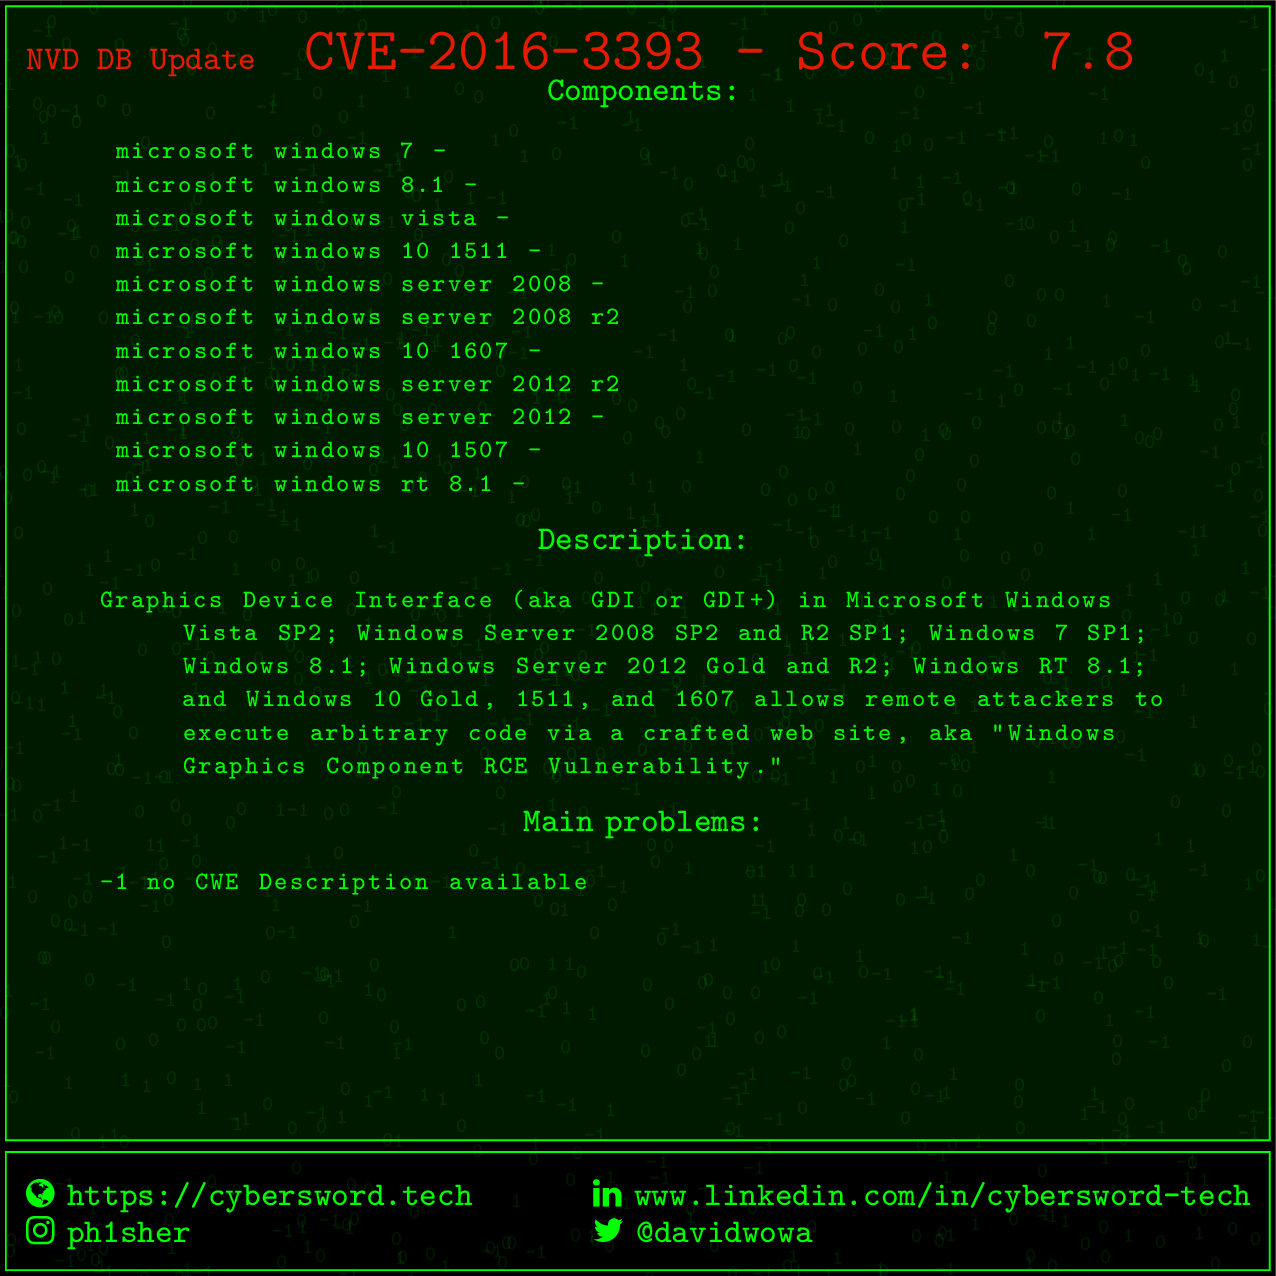 NVD DB Update CVE-2016-3393 - Score: 7.8
Components:
microsoft windows 7 -
microsoft windows 8.1 -
microsoft windows vista -
microsoft windows 10 1511 -
microsoft windows server 2008 -
microsoft windows server 2008 r2
microsoft windows 10 1607 -
microsoft windows server 2012 r2
microsoft windows server 2012 -
microsoft windows 10 1507 -
microsoft windows rt 8.1 -
Description:
Graphics Device Interface (aka GDI or GDI+) in Microsoft Windows
Vista SP2; Windows Server 2008 SP2 and R2 SP1; Windows 7 SP1;
Windows 8.1; Windows Server 2012 Gold and R2; Windows RT 8.1;
and Windows 10 Gold, 1511, and 1607 allows remote attackers to
execute arbitrary code via a crafted web site, aka "Windows
Graphics Component RCE Vulnerability."
Main problems:
-1 no CWE Description available
https://cybersword.tech
www.linkedin.com/in/cybersword-tech
ph1sher
@davidwowa